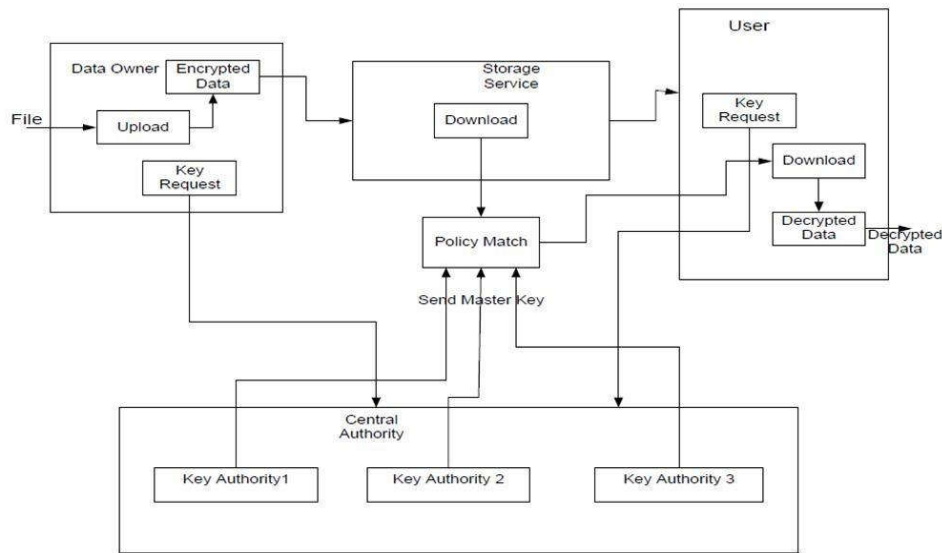 User
Data Owner
Encrypted
Data
Storage
Service
File
Upload
Download
Key
Request
Key
Request
Download
Policy Match
Decrypted
Data
Decrypted
Data
Send Master Key
Central
Authority
Key Authority1
Key Authority 2
Key Authority 3